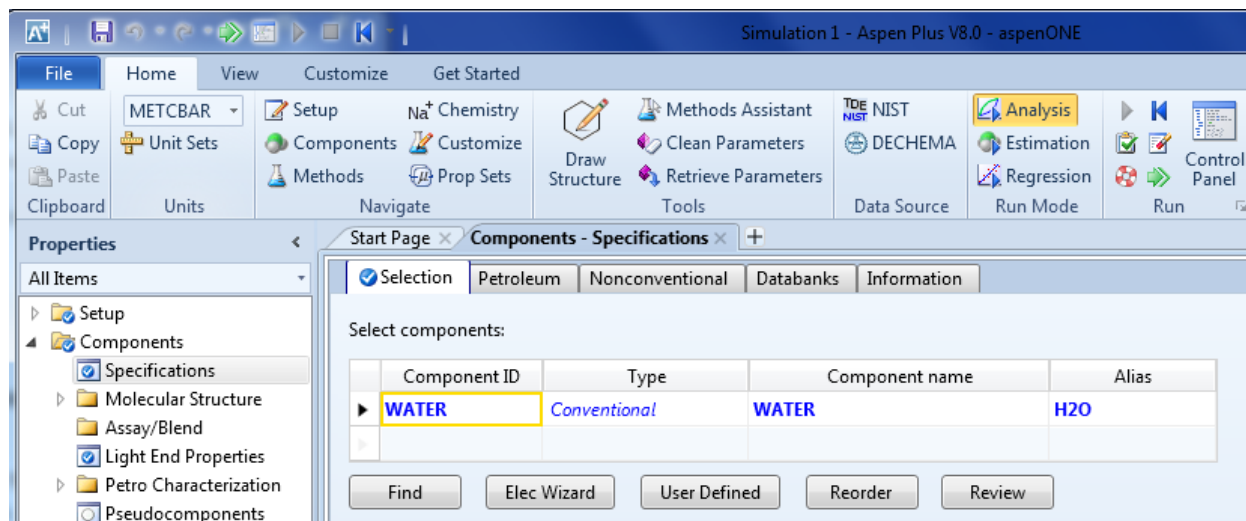 Simulation 1 - Aspen Plus V8.0 - aspenONE
File Home View Customize Get Started
Cut METCBAR Setup Na+ Chemistry Methods Assistant TDE NIST NIST Analysis
Copy Unit Sets Components Customize Draw Structure Clean Parameters DECHEMA Estimation Control Panel
Paste Methods Prop Sets Retrieve Parameters Regression
Clipboard Units Navigate Tools Data Source Run Mode Run
Properties < Start Page Components - Specifications +
All Items Selection Petroleum Nonconventional Databanks Information
Setup
Components
Specifications
Molecular Structure
Assay/Blend
Light End Properties
Petro Characterization
Pseudocomponents
Select components:
Component ID Type Component name Alias
WATER Conventional WATER H2O
Find Elec Wizard User Defined Reorder Review